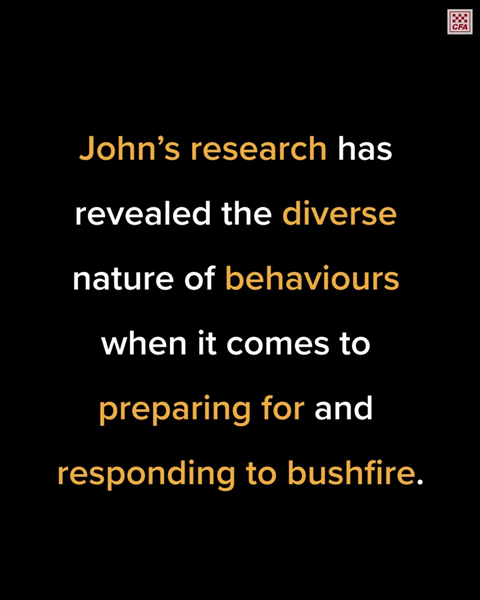 CFA
John’s research has
revealed the diverse
nature of behaviours
when it comes to
preparing for and
responding to bushfire.